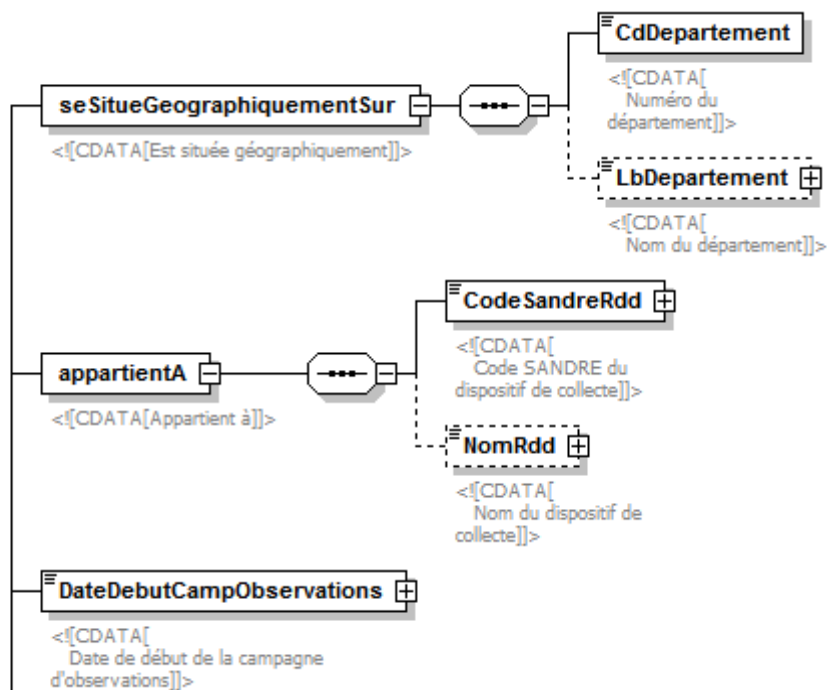 CdDepartement
<![CDATA[
Numéro du
département]]>
seSitueGeographiquementSur
<![CDATA[Est située géographiquement]]>
LbDepartement
<![CDATA[
Nom du département]]>
CodeSandreRdd
<![CDATA[
Code SANDRE du
dispositif de collecte]]>
appartientA
<![CDATA[Appartient à]]>
NomRdd
<![CDATA[
Nom du dispositif de
collecte]]>
DateDebutCampObservations
<![CDATA[
Date de début de la campagne
d'observations]]>